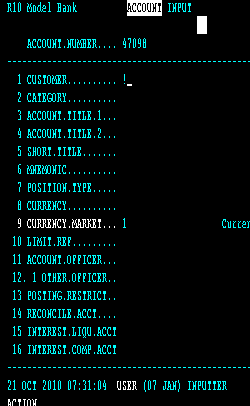 R10 Model Bank ACCOUNT INPUT
ACCOUNT.NUMBER.... 47098
1 CUSTOMER.......... !_
2 CATEGORY..........
3 ACCOUNT.TITLE.1...
4 ACCOUNT.TITLE.2...
5 SHORT.TITLE.......
6 MNEMONIC..........
7 POSITION.TYPE.....
8 CURRENCY..........
9 CURRENCY.MARKET... 1 Curren
10 LIMIT.REF.........
11 ACCOUNT.OFFICER...
12. 1 OTHER.OFFICER..
13 POSTING.RESTRICT..
14 RECONCILE.ACCT....
15 INTEREST.LIQU.ACCT
16 INTEREST.COMP.ACCT
21 OCT 2010 07:31:04 USER (07 JAN) INPUTTER
ACTION